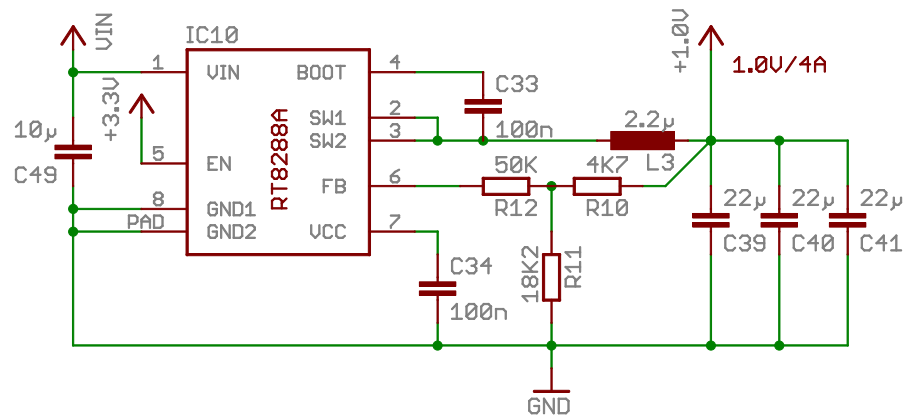 VIN
IC10
+1.0V
1.0V/4A
1
VIN
BOOT
4
C33
100n
+3.3V
2
SW1
3
SW2
2.2µ
L3
10µ
C49
5
EN
RT8288A
FB
6
50K
R12
4K7
R10
22µ
C39
22µ
C40
22µ
C41
8
GND1
PAD
GND2
VCC
7
C34
100n
18K2
R11
GND